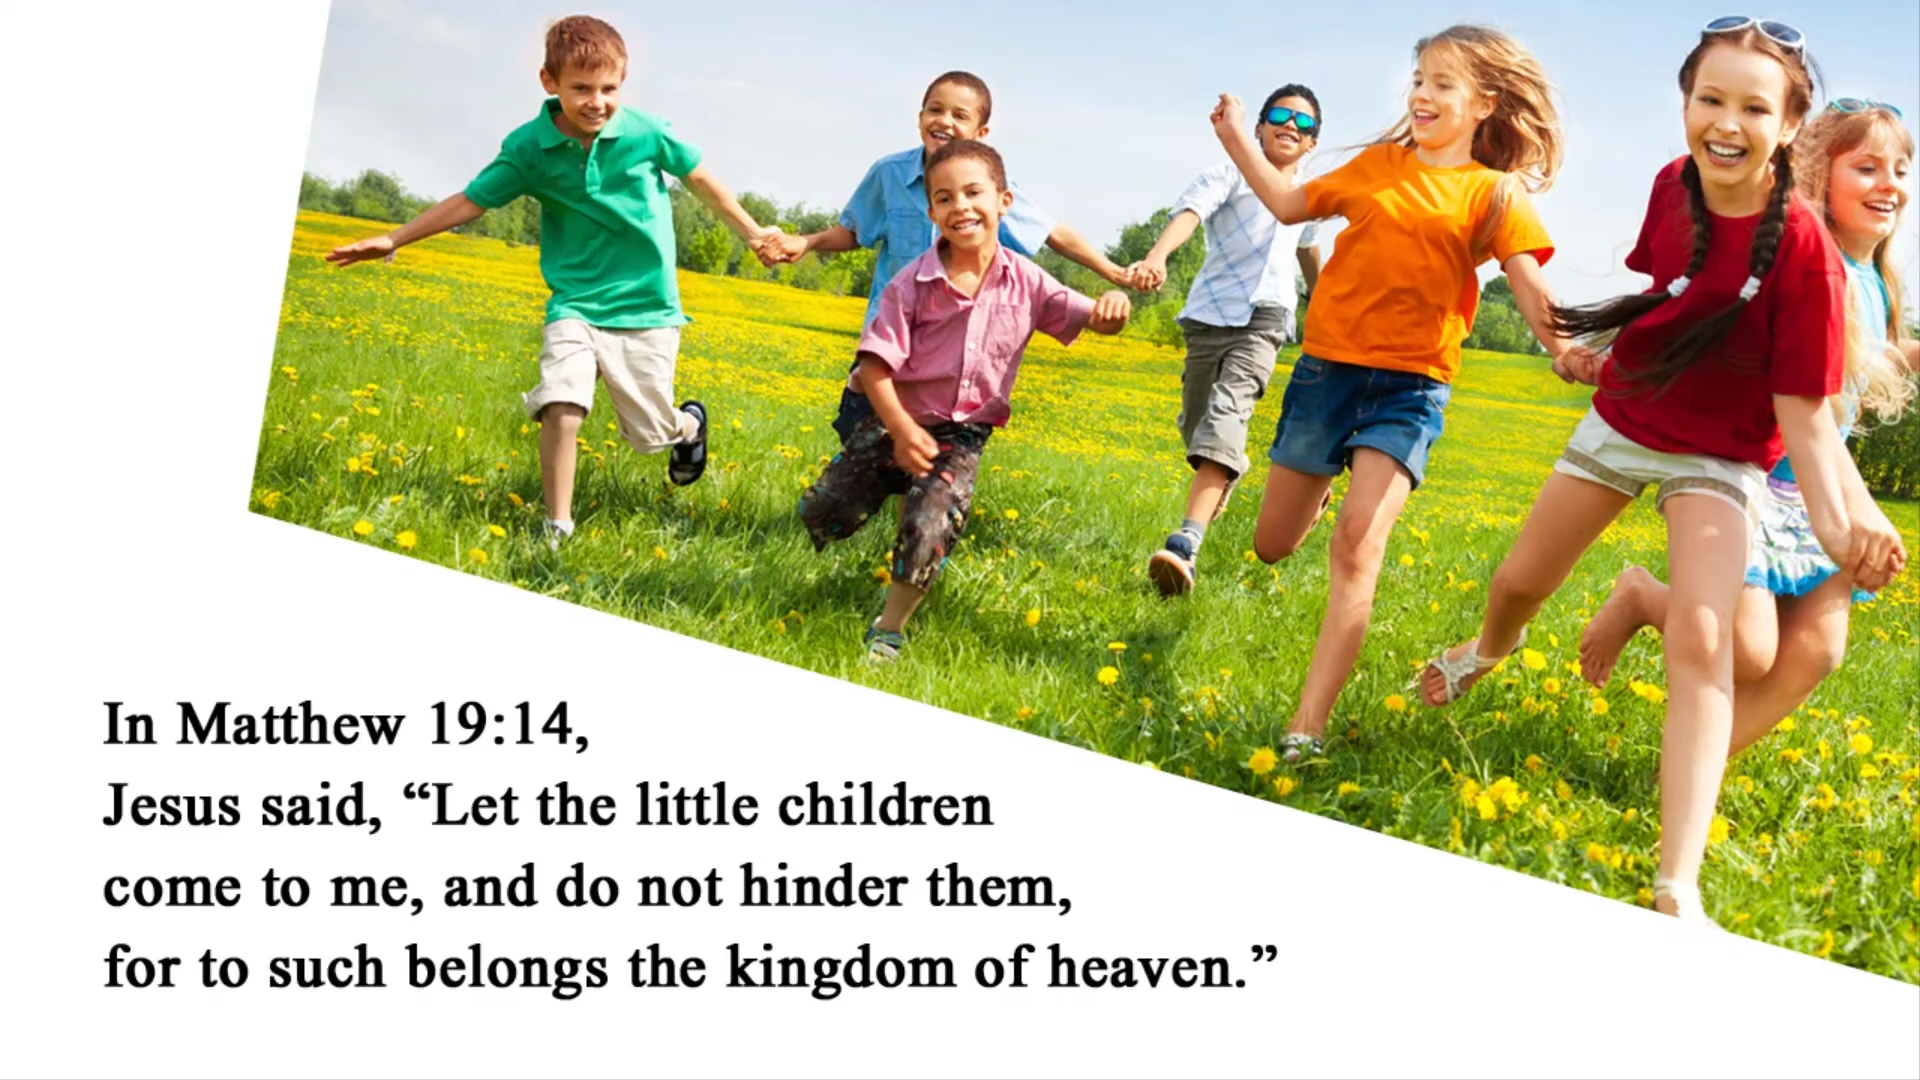 In Matthew 19:14,
Jesus said, “Let the little children
come to me, and do not hinder them,
for to such belongs the kingdom of heaven.”